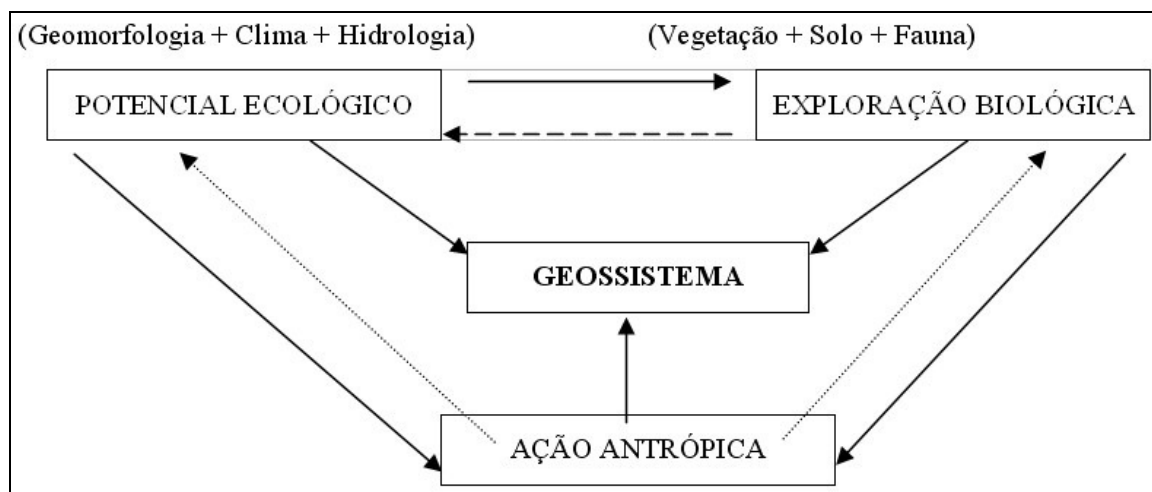 (Geomorfologia + Clima + Hidrologia) (Vegetação + Solo + Fauna)
POTENCIAL ECOLÓGICO EXPLORAÇÃO BIOLÓGICA
GEOSSISTEMA
AÇÃO ANTRÓPICA